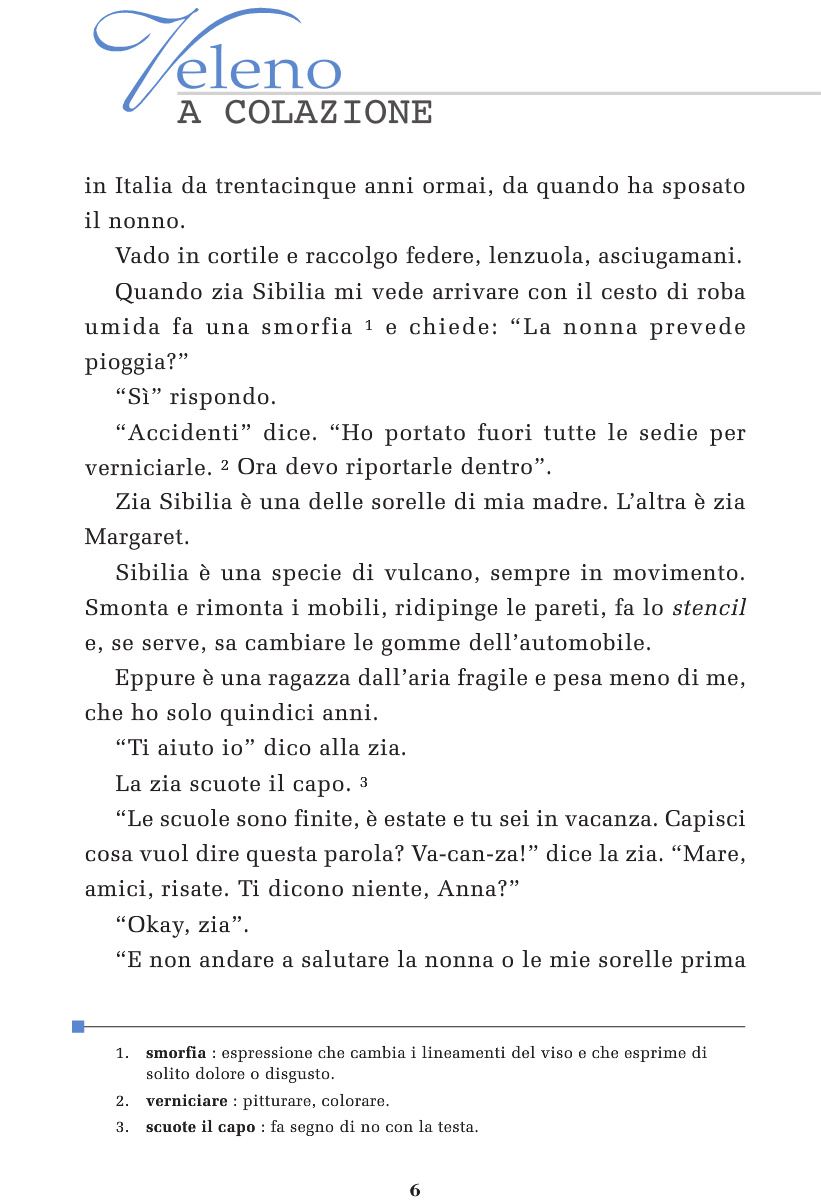 Veleno
A COLAZIONE
in Italia da trentacinque anni ormai, da quando ha sposato
il nonno.
Vado in cortile e raccolgo federe, lenzuola, asciugamani.
Quando zia Sibilia mi vede arrivare con il cesto di roba
umida fa una smorfia 1 e chiede: “La nonna prevede
pioggia?”
“Sì” rispondo.
“Accidenti” dice. “Ho portato fuori tutte le sedie per
verniciarle. 2 Ora devo riportarle dentro”.
Zia Sibilia è una delle sorelle di mia madre. L’altra è zia
Margaret.
Sibilia è una specie di vulcano, sempre in movimento.
Smonta e rimonta i mobili, ridipinge le pareti, fa lo stencil
e, se serve, sa cambiare le gomme dell’automobile.
Eppure è una ragazza dall’aria fragile e pesa meno di me,
che ho solo quindici anni.
“Ti aiuto io” dico alla zia.
La zia scuote il capo. 3
“Le scuole sono finite, è estate e tu sei in vacanza. Capisci
cosa vuol dire questa parola? Va-can-za!” dice la zia. “Mare,
amici, risate. Ti dicono niente, Anna?”
“Okay, zia”.
“E non andare a salutare la nonna o le mie sorelle prima
1. smorfia : espressione che cambia i lineamenti del viso e che esprime di
solito dolore o disgusto.
2. verniciare : pitturare, colorare.
3. scuote il capo : fa segno di no con la testa.
6